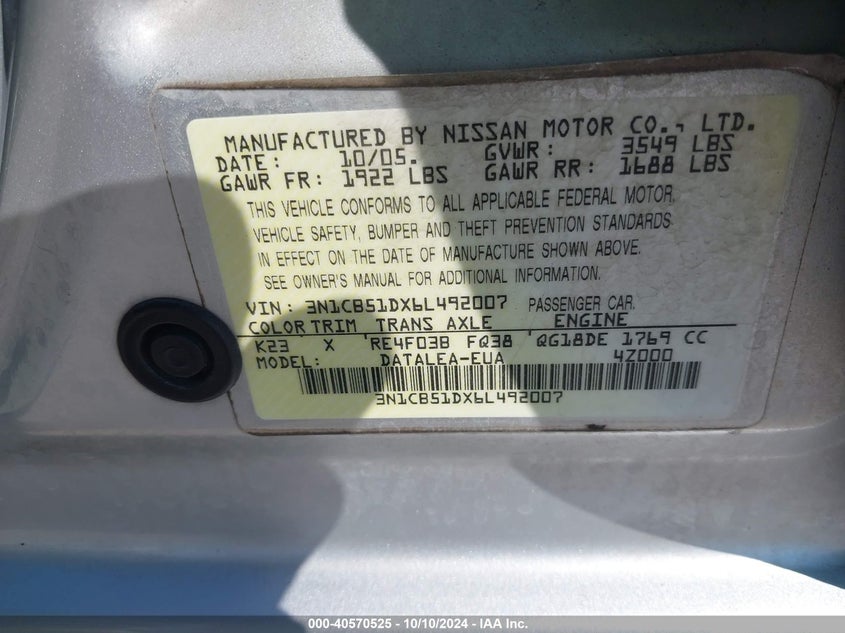 MANUFACTURED BY NISSAN MOTOR CO., LTD.
DATE: 10/05. GVWR: 3549 LBS
GAWR FR: 1922 LBS GAWR RR: 1688 LBS
THIS VEHICLE CONFORMS TO ALL APPLICABLE FEDERAL MOTOR
VEHICLE SAFETY, BUMPER AND THEFT PREVENTION STANDARDS
IN EFFECT ON THE DATE OF MANUFACTURE SHOWN ABOVE.
SEE OWNER'S MANUAL FOR ADDITIONAL INFORMATION.
VIN: 3N1CB51DX6L492007 PASSENGER CAR.
COLOR TRIM TRANS AXLE ENGINE
K23 X RE4F03B FQ38 QG18DE 1769 CC
MODEL: DATALEA-EUA 4Z000
3N1CB51DX6L492007
000-40570525 - 10/10/2024 - IAA Inc.